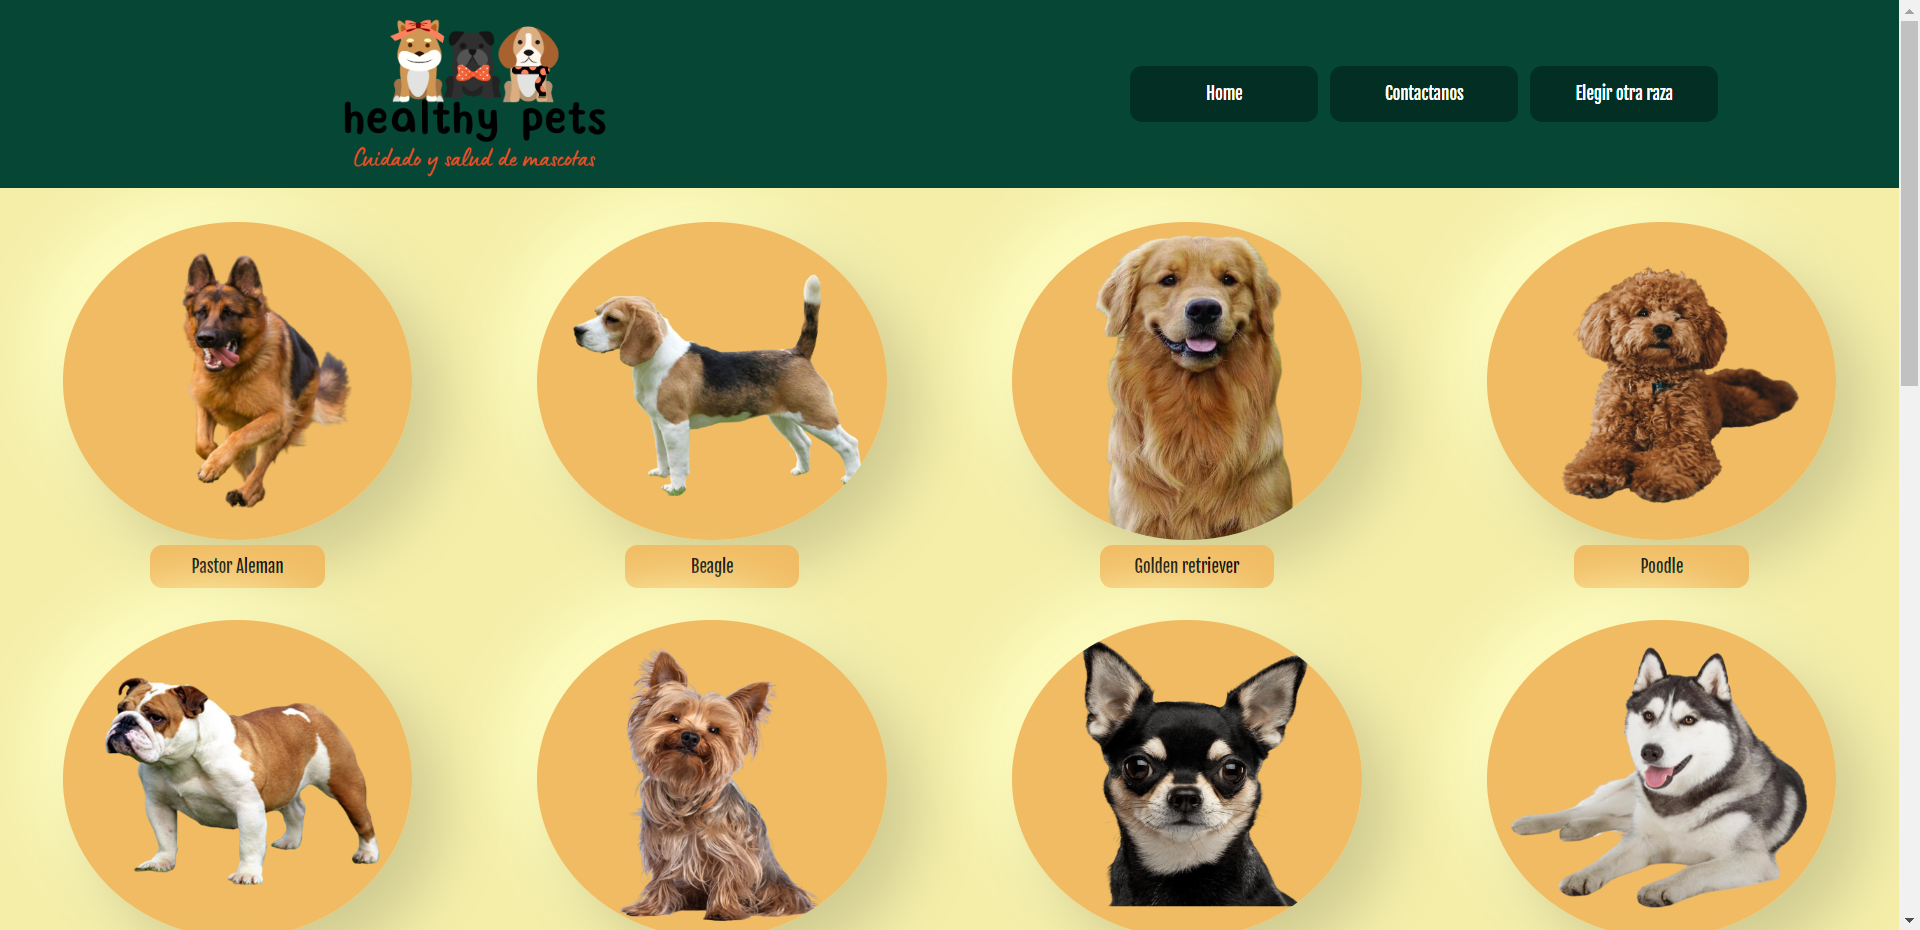 healthy pets
Cuidado y salud de mascotas
Home
Contactanos
Elegir otra raza
Pastor Aleman
Beagle
Golden retriever
Poodle